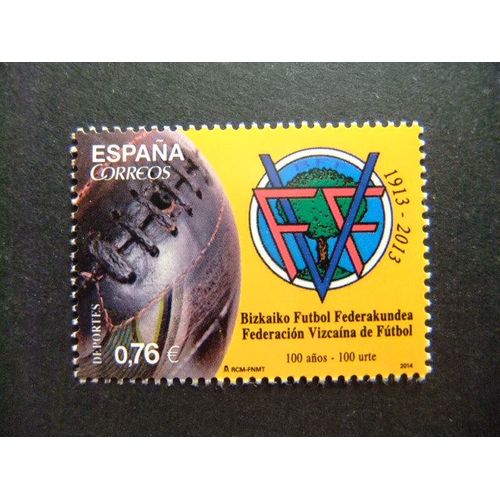 ESPAÑA
CORREOS
DEPORTES
0,76 €
FVF
1913 - 2013
Bizkaiko Futbol Federakundea
Federación Vizcaína de Fútbol
100 años - 100 urte
RCM-FNMT
2014